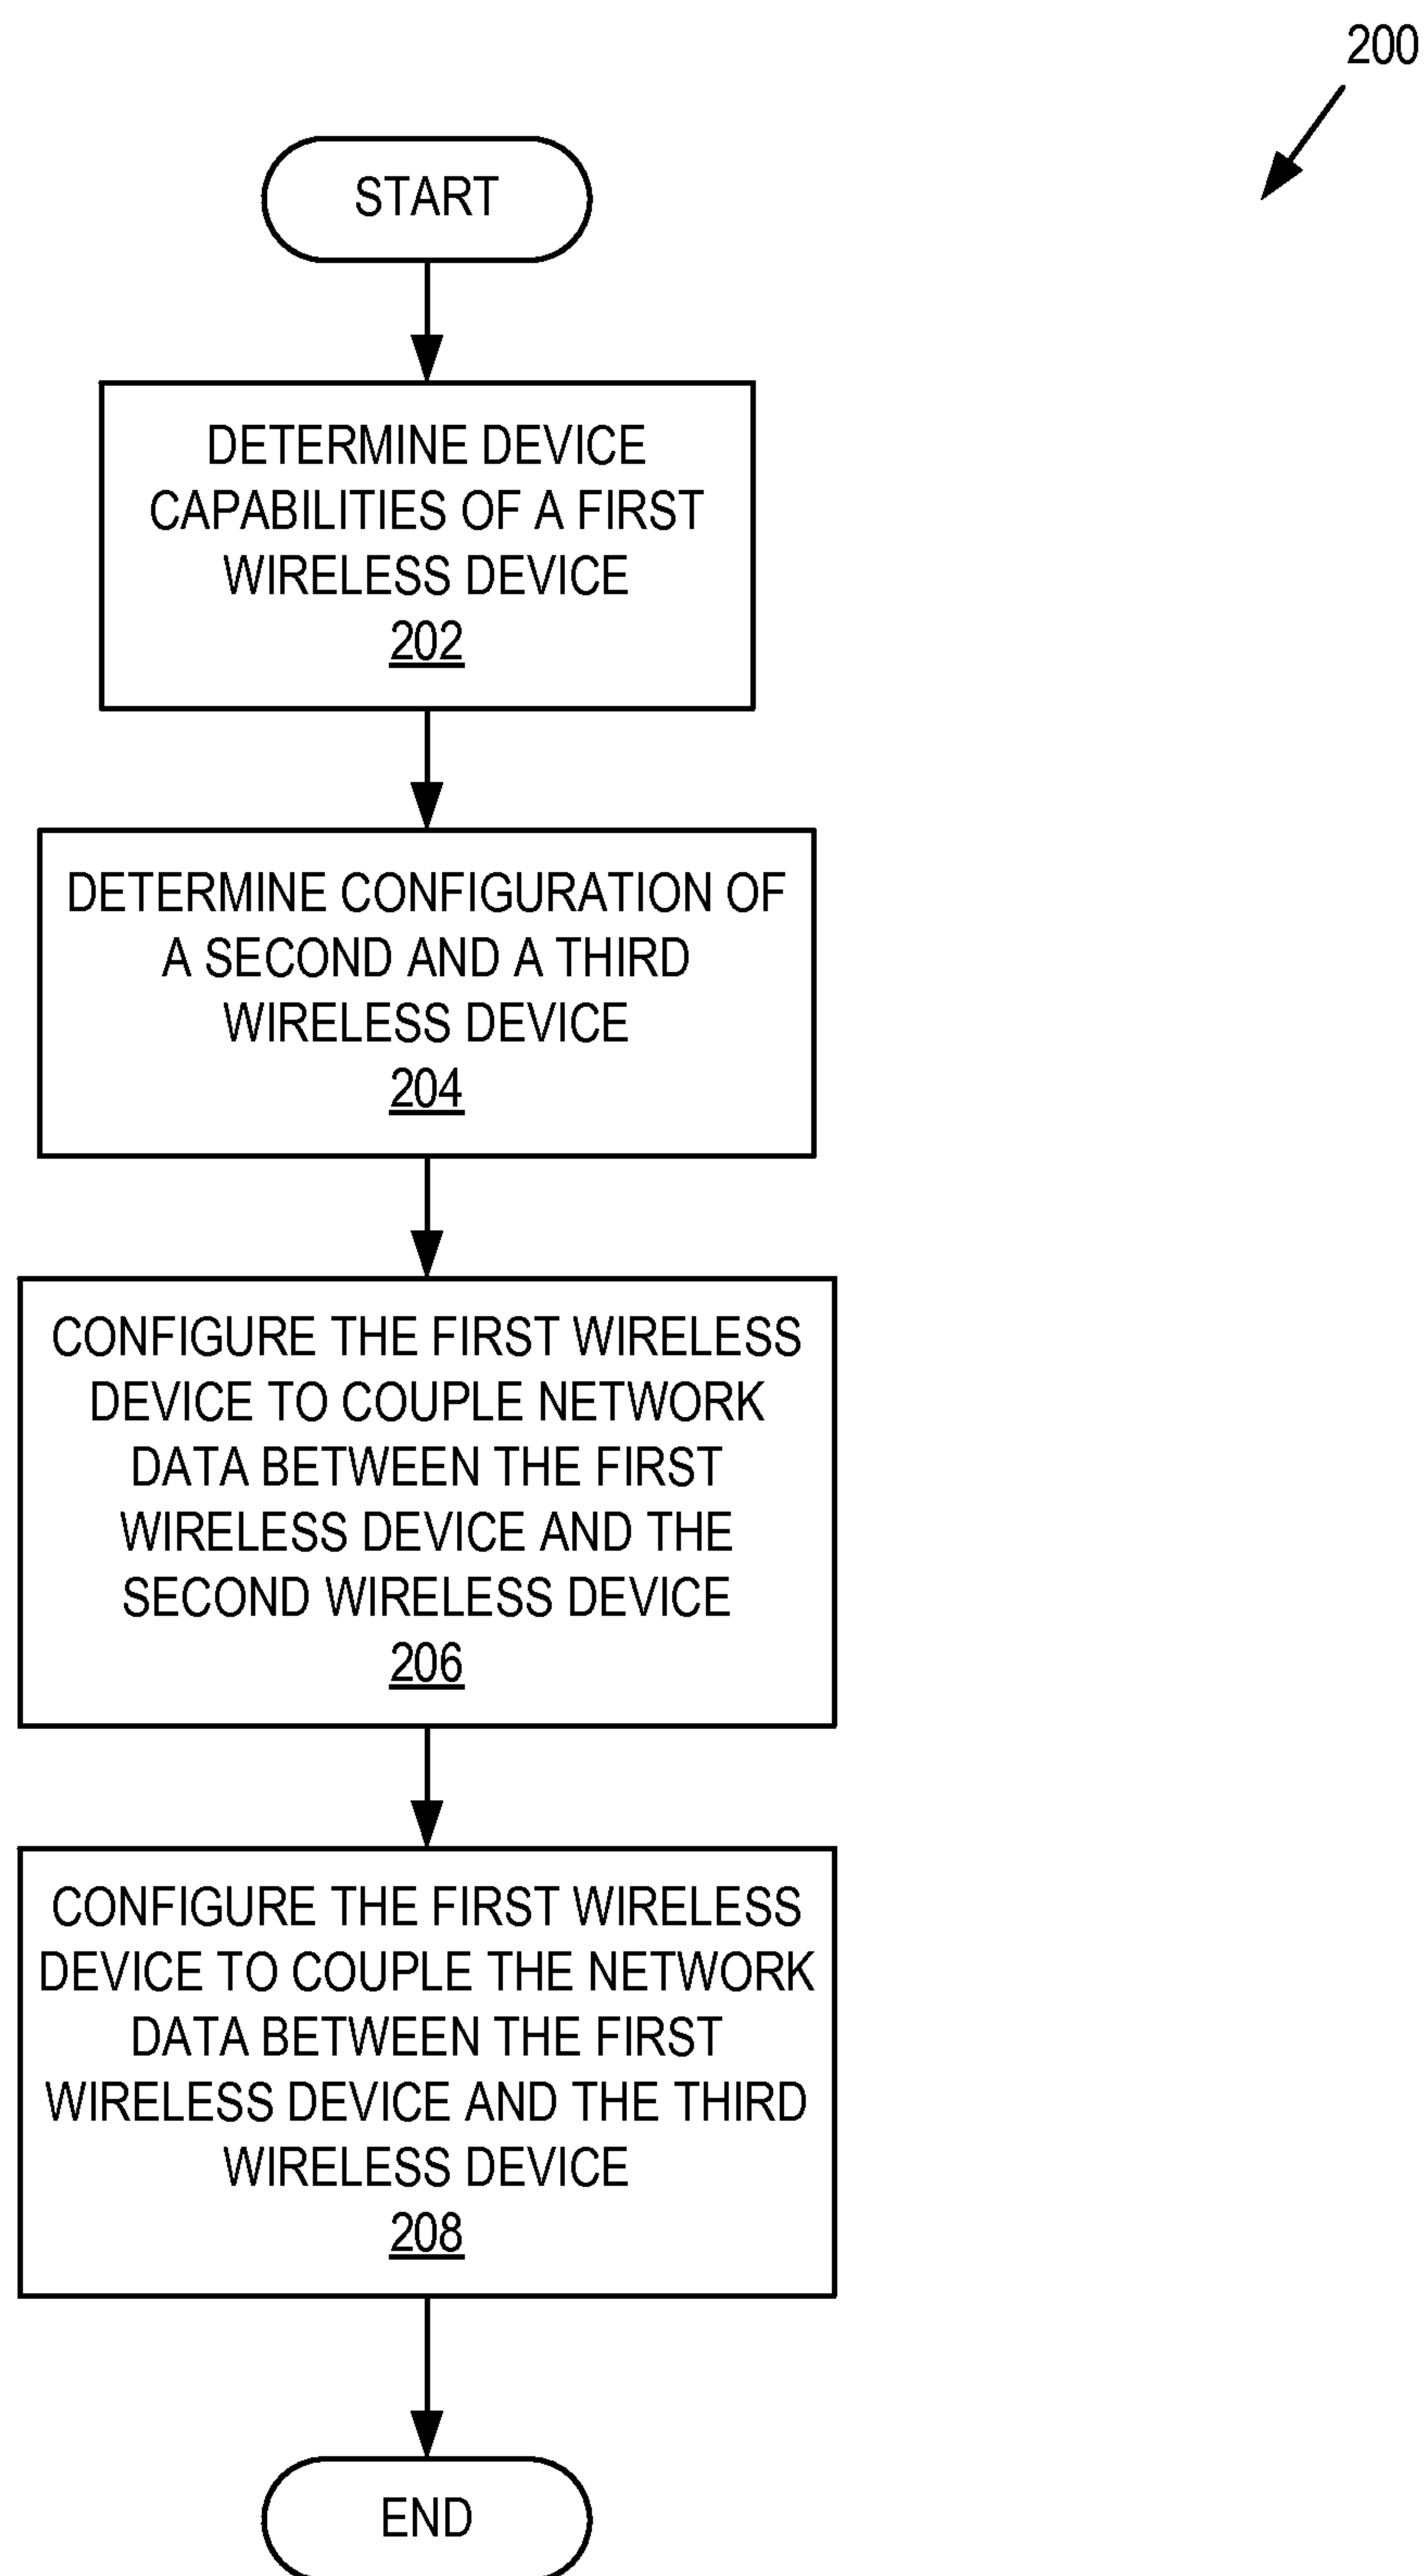 200
START
DETERMINE DEVICE
CAPABILITIES OF A FIRST
WIRELESS DEVICE
202
DETERMINE CONFIGURATION OF
A SECOND AND A THIRD
WIRELESS DEVICE
204
CONFIGURE THE FIRST WIRELESS
DEVICE TO COUPLE NETWORK
DATA BETWEEN THE FIRST
WIRELESS DEVICE AND THE
SECOND WIRELESS DEVICE
206
CONFIGURE THE FIRST WIRELESS
DEVICE TO COUPLE THE NETWORK
DATA BETWEEN THE FIRST
WIRELESS DEVICE AND THE THIRD
WIRELESS DEVICE
208
END